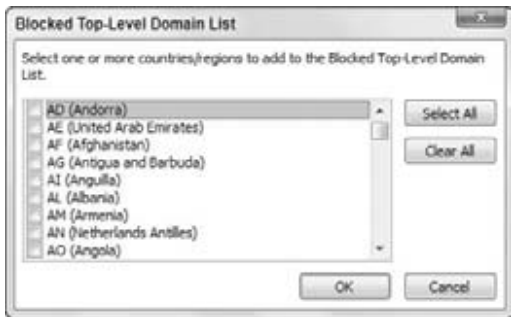 Blocked Top-Level Domain List
Select one or more countries/regions to add to the Blocked Top-Level Domain
List.
AD (Andorra)
AE (United Arab Emirates)
AF (Afghanistan)
AG (Antigua and Barbuda)
AI (Anguilla)
AL (Albania)
AM (Armenia)
AN (Netherlands Antilles)
AO (Angola)
Select All
Clear All
OK
Cancel